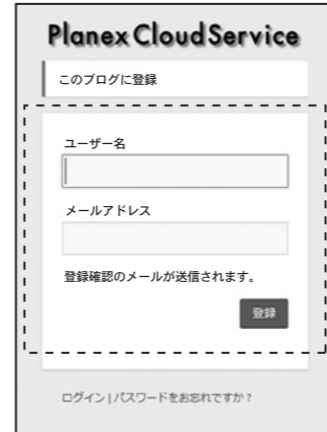 Planex Cloud Service
このブログに登録
ユーザー名
メールアドレス
登録確認のメールが送信されます。
登録
ログイン | パスワードをお忘れですか ?